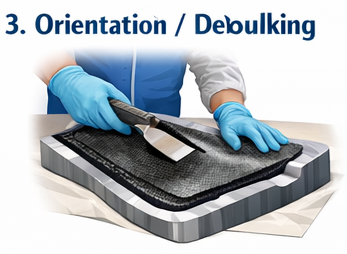 3. Orientation / Debulking